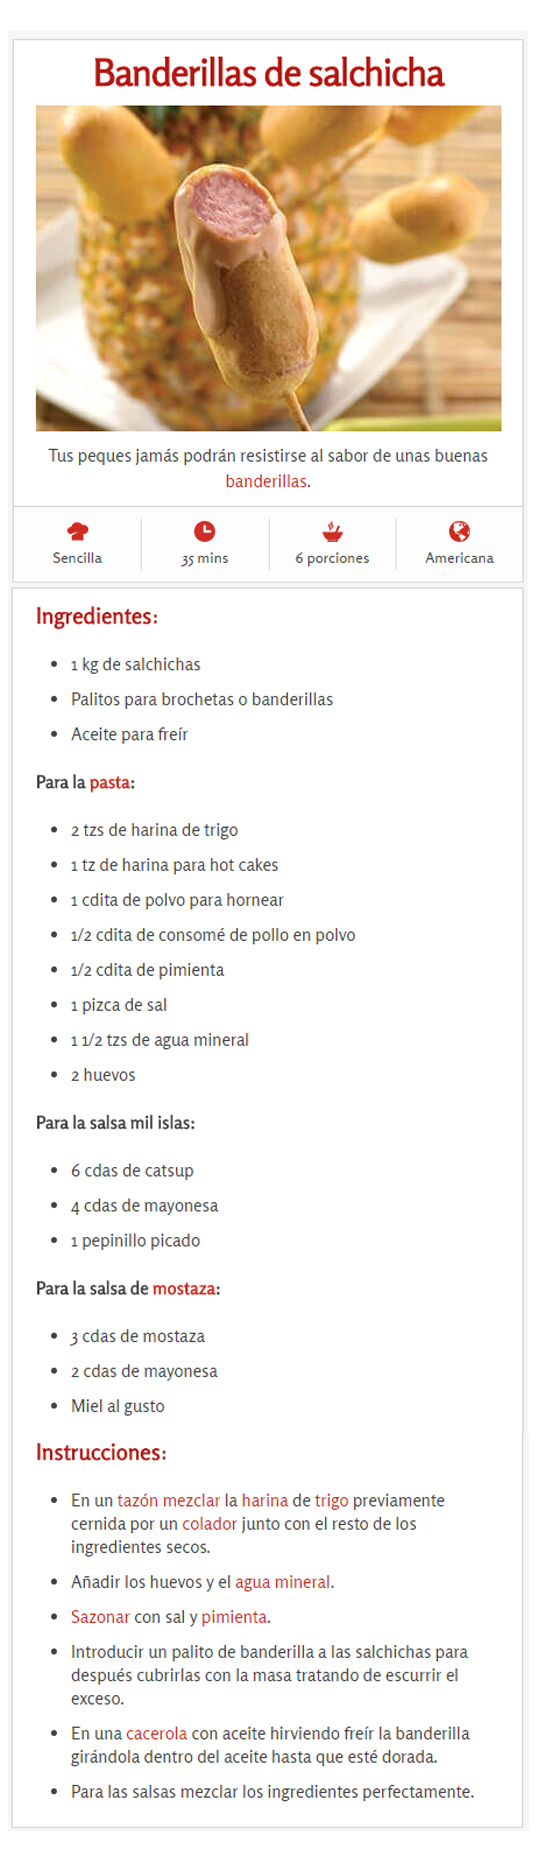 Banderillas de salchicha
Tus peques jamás podrán resistirse al sabor de unas buenas
banderillas.
Sencilla
35 mins
6 porciones
Americana
Ingredientes:
• 1 kg de salchichas
• Palitos para brochetas o banderillas
• Aceite para freír
Para la pasta:
• 2 tzs de harina de trigo
• 1 tz de harina para hot cakes
• 1 cdita de polvo para hornear
• 1/2 cdita de consomé de pollo en polvo
• 1/2 cdita de pimienta
• 1 pizca de sal
• 1 1/2 tzs de agua mineral
• 2 huevos
Para la salsa mil islas:
• 6 cdas de catsup
• 4 cdas de mayonesa
• 1 pepinillo picado
Para la salsa de mostaza:
• 3 cdas de mostaza
• 2 cdas de mayonesa
• Miel al gusto
Instrucciones:
• En un tazón mezclar la harina de trigo previamente
cernida por un colador junto con el resto de los
ingredientes secos.
• Añadir los huevos y el agua mineral.
• Sazonar con sal y pimienta.
• Introducir un palito de banderilla a las salchichas para
después cubrirlas con la masa tratando de escurrir el
exceso.
• En una cacerola con aceite hirviendo freír la banderilla
girándola dentro del aceite hasta que esté dorada.
• Para las salsas mezclar los ingredientes perfectamente.